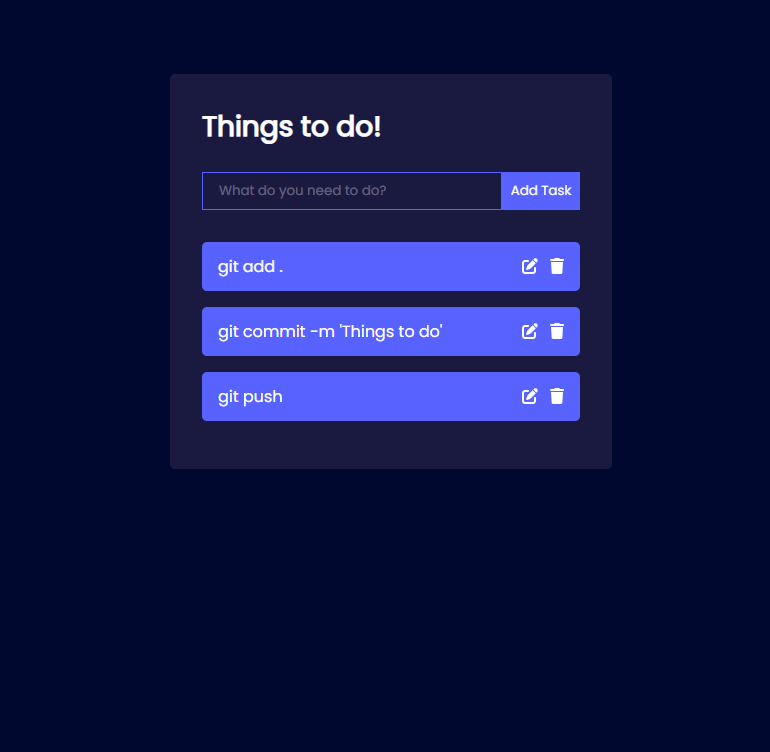 Things to do!
What do you need to do?
Add Task
git add .
git commit -m 'Things to do'
git push